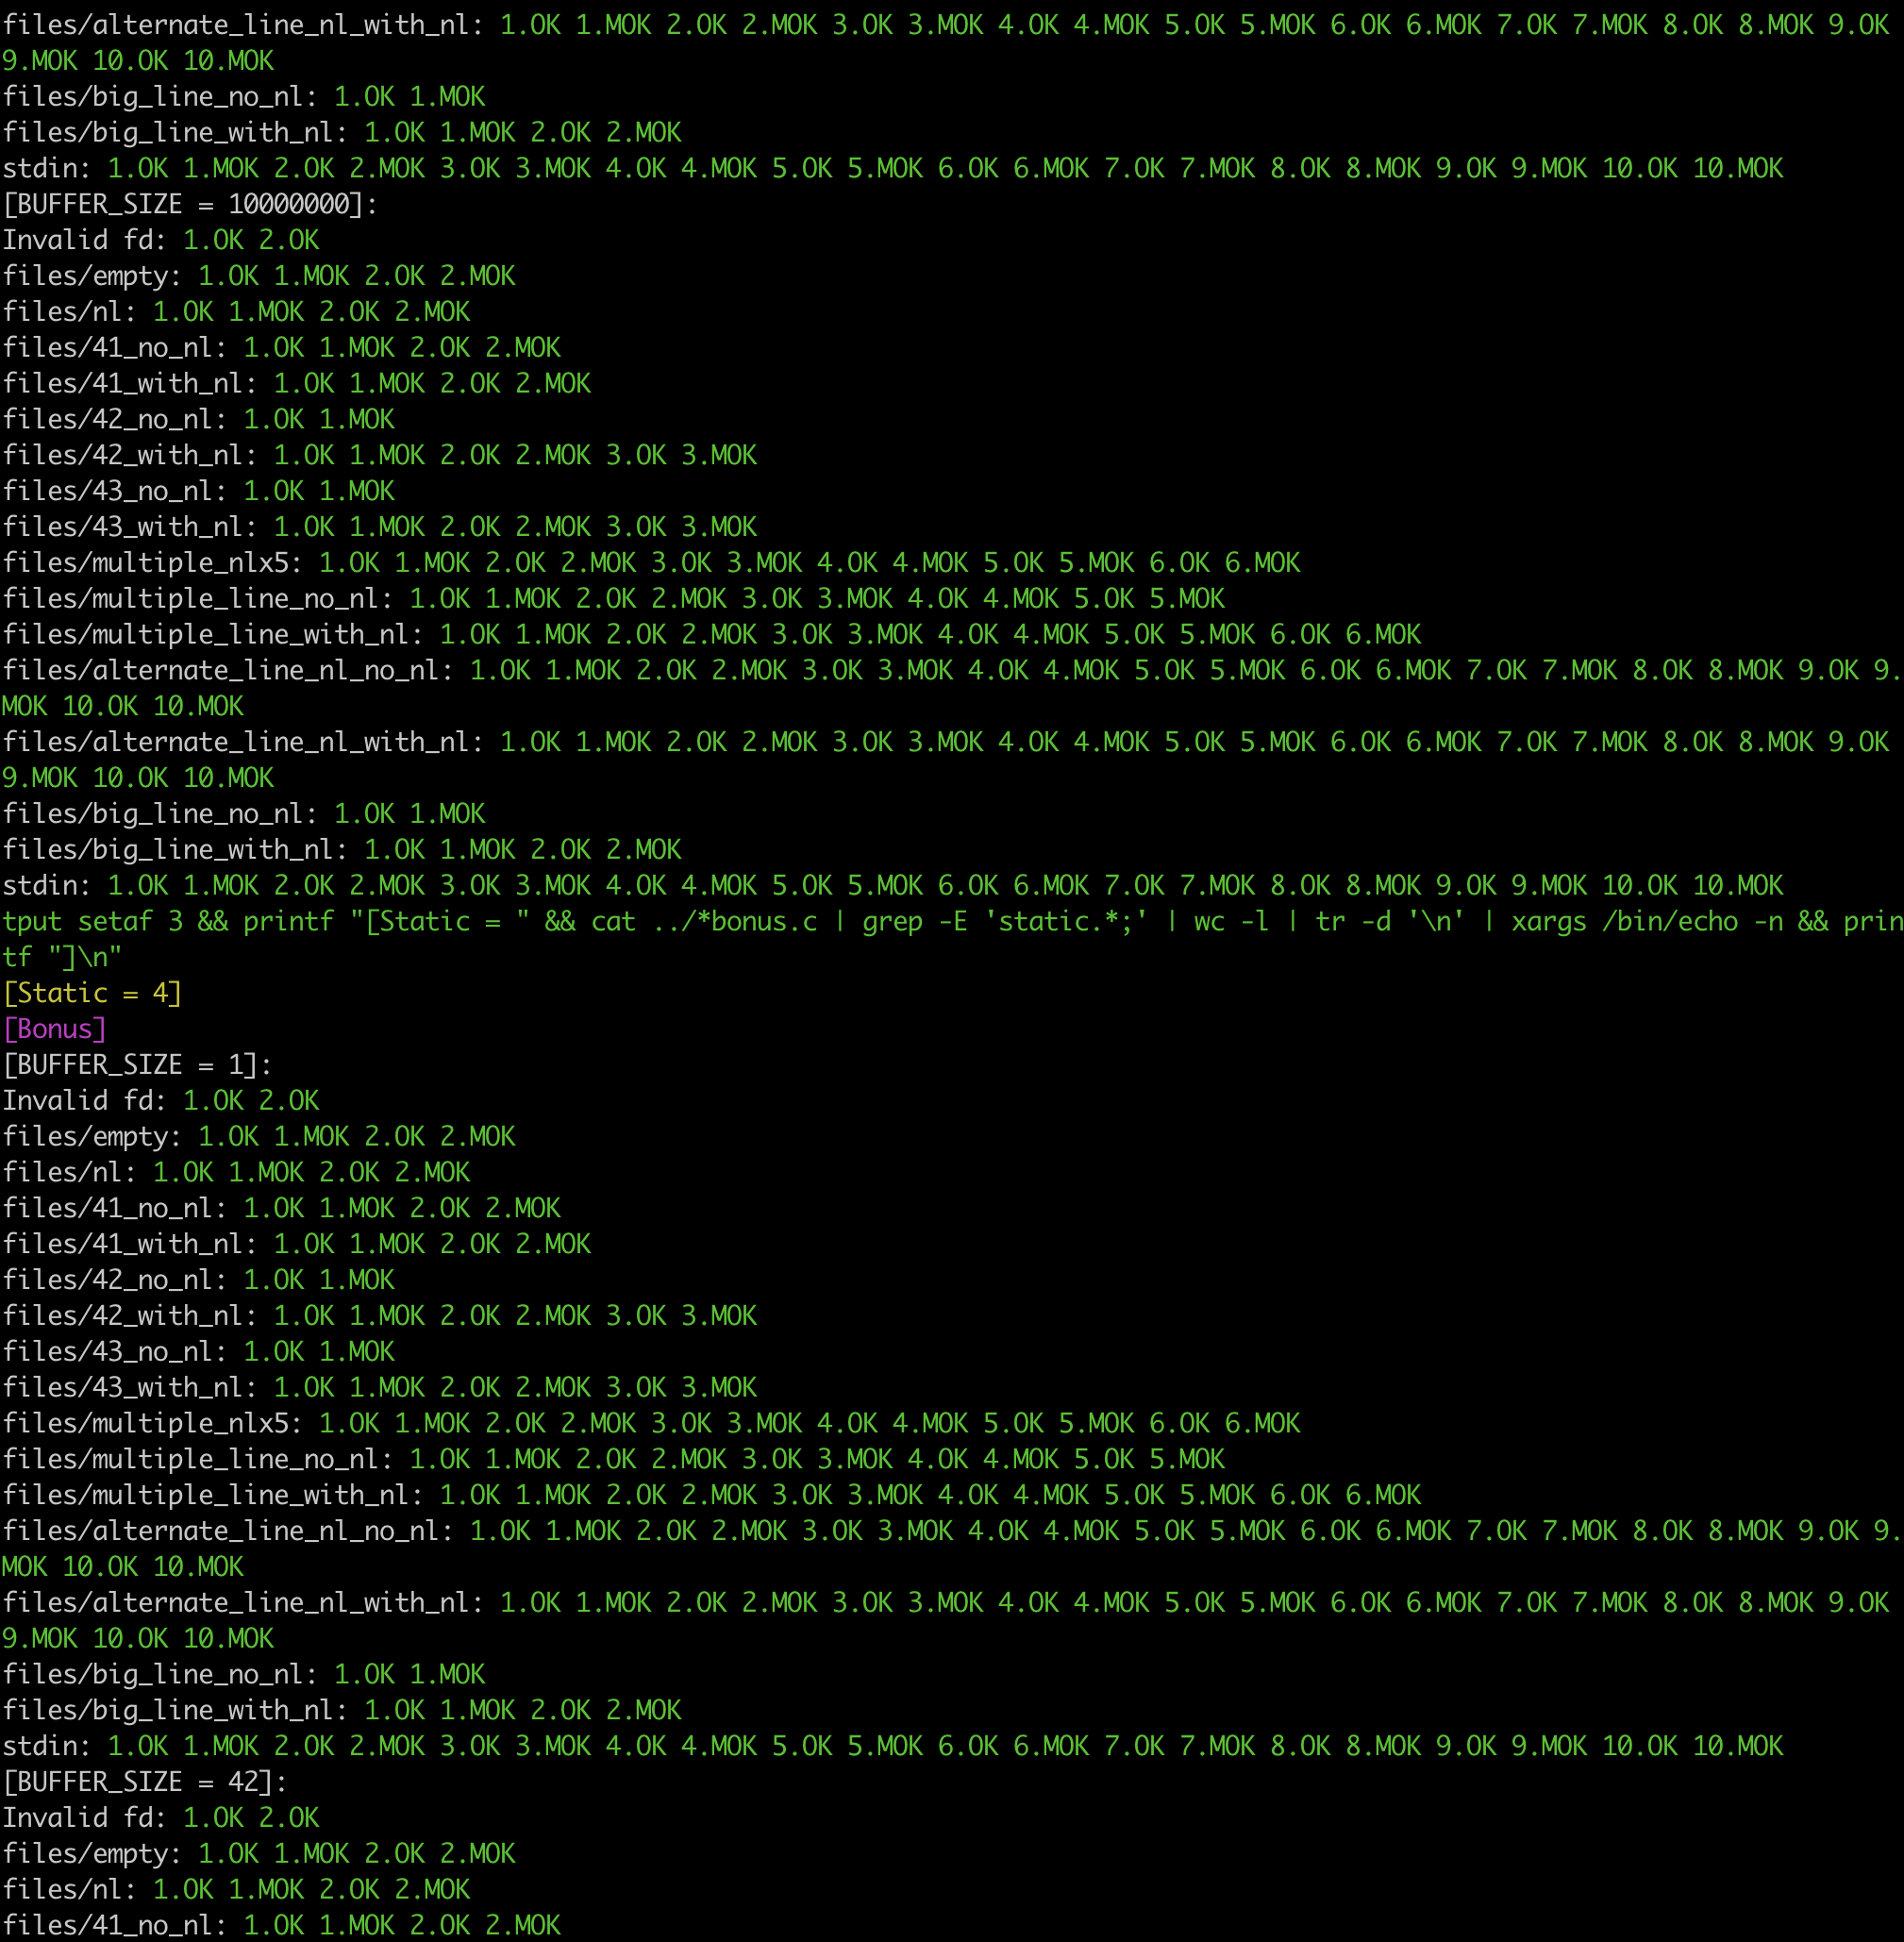 files/alternate_line_nl_with_nl: 1.OK 1.MOK 2.OK 2.MOK 3.OK 3.MOK 4.OK 4.MOK 5.OK 5.MOK 6.OK 6.MOK 7.OK 7.MOK 8.OK 8.MOK 9.OK
9.MOK 10.OK 10.MOK
files/big_line_no_nl: 1.OK 1.MOK
files/big_line_with_nl: 1.OK 1.MOK 2.OK 2.MOK
stdin: 1.OK 1.MOK 2.OK 2.MOK 3.OK 3.MOK 4.OK 4.MOK 5.OK 5.MOK 6.OK 6.MOK 7.OK 7.MOK 8.OK 8.MOK 9.OK 9.MOK 10.OK 10.MOK
[BUFFER_SIZE = 10000000]:
Invalid fd: 1.OK 2.OK
files/empty: 1.OK 1.MOK 2.OK 2.MOK
files/nl: 1.OK 1.MOK 2.OK 2.MOK
files/41_no_nl: 1.OK 1.MOK 2.OK 2.MOK
files/41_with_nl: 1.OK 1.MOK 2.OK 2.MOK
files/42_no_nl: 1.OK 1.MOK
files/42_with_nl: 1.OK 1.MOK 2.OK 2.MOK 3.OK 3.MOK
files/43_no_nl: 1.OK 1.MOK
files/43_with_nl: 1.OK 1.MOK 2.OK 2.MOK 3.OK 3.MOK
files/multiple_nlx5: 1.OK 1.MOK 2.OK 2.MOK 3.OK 3.MOK 4.OK 4.MOK 5.OK 5.MOK 6.OK 6.MOK
files/multiple_line_no_nl: 1.OK 1.MOK 2.OK 2.MOK 3.OK 3.MOK 4.OK 4.MOK 5.OK 5.MOK
files/multiple_line_with_nl: 1.OK 1.MOK 2.OK 2.MOK 3.OK 3.MOK 4.OK 4.MOK 5.OK 5.MOK 6.OK 6.MOK
files/alternate_line_nl_no_nl: 1.OK 1.MOK 2.OK 2.MOK 3.OK 3.MOK 4.OK 4.MOK 5.OK 5.MOK 6.OK 6.MOK 7.OK 7.MOK 8.OK 8.MOK 9.OK 9.
MOK 10.OK 10.MOK
files/alternate_line_nl_with_nl: 1.OK 1.MOK 2.OK 2.MOK 3.OK 3.MOK 4.OK 4.MOK 5.OK 5.MOK 6.OK 6.MOK 7.OK 7.MOK 8.OK 8.MOK 9.OK
9.MOK 10.OK 10.MOK
files/big_line_no_nl: 1.OK 1.MOK
files/big_line_with_nl: 1.OK 1.MOK 2.OK 2.MOK
stdin: 1.OK 1.MOK 2.OK 2.MOK 3.OK 3.MOK 4.OK 4.MOK 5.OK 5.MOK 6.OK 6.MOK 7.OK 7.MOK 8.OK 8.MOK 9.OK 9.MOK 10.OK 10.MOK
tput setaf 3 && printf "[Static = " && cat ../*bonus.c | grep -E 'static.*;' | wc -l | tr -d '\n' | xargs /bin/echo -n && prin
tf "]\n"
[Static = 4]
[Bonus]
[BUFFER_SIZE = 1]:
Invalid fd: 1.OK 2.OK
files/empty: 1.OK 1.MOK 2.OK 2.MOK
files/nl: 1.OK 1.MOK 2.OK 2.MOK
files/41_no_nl: 1.OK 1.MOK 2.OK 2.MOK
files/41_with_nl: 1.OK 1.MOK 2.OK 2.MOK
files/42_no_nl: 1.OK 1.MOK
files/42_with_nl: 1.OK 1.MOK 2.OK 2.MOK 3.OK 3.MOK
files/43_no_nl: 1.OK 1.MOK
files/43_with_nl: 1.OK 1.MOK 2.OK 2.MOK 3.OK 3.MOK
files/multiple_nlx5: 1.OK 1.MOK 2.OK 2.MOK 3.OK 3.MOK 4.OK 4.MOK 5.OK 5.MOK 6.OK 6.MOK
files/multiple_line_no_nl: 1.OK 1.MOK 2.OK 2.MOK 3.OK 3.MOK 4.OK 4.MOK 5.OK 5.MOK
files/multiple_line_with_nl: 1.OK 1.MOK 2.OK 2.MOK 3.OK 3.MOK 4.OK 4.MOK 5.OK 5.MOK 6.OK 6.MOK
files/alternate_line_nl_no_nl: 1.OK 1.MOK 2.OK 2.MOK 3.OK 3.MOK 4.OK 4.MOK 5.OK 5.MOK 6.OK 6.MOK 7.OK 7.MOK 8.OK 8.MOK 9.OK 9.
MOK 10.OK 10.MOK
files/alternate_line_nl_with_nl: 1.OK 1.MOK 2.OK 2.MOK 3.OK 3.MOK 4.OK 4.MOK 5.OK 5.MOK 6.OK 6.MOK 7.OK 7.MOK 8.OK 8.MOK 9.OK
9.MOK 10.OK 10.MOK
files/big_line_no_nl: 1.OK 1.MOK
files/big_line_with_nl: 1.OK 1.MOK 2.OK 2.MOK
stdin: 1.OK 1.MOK 2.OK 2.MOK 3.OK 3.MOK 4.OK 4.MOK 5.OK 5.MOK 6.OK 6.MOK 7.OK 7.MOK 8.OK 8.MOK 9.OK 9.MOK 10.OK 10.MOK
[BUFFER_SIZE = 42]:
Invalid fd: 1.OK 2.OK
files/empty: 1.OK 1.MOK 2.OK 2.MOK
files/nl: 1.OK 1.MOK 2.OK 2.MOK
files/41_no_nl: 1.OK 1.MOK 2.OK 2.MOK